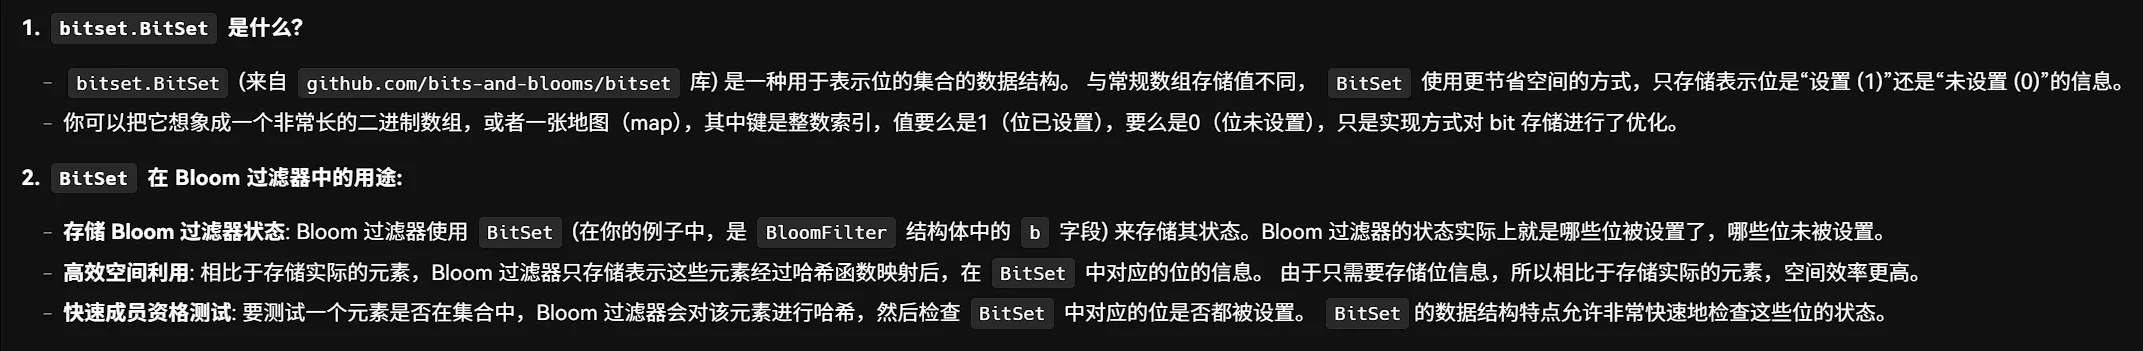 1. bitset.BitSet 是什么?
- bitset.BitSet (来自 github.com/bits-and-blooms/bitset 库) 是一种用于表示位的集合的数据结构。 与常规数组存储值不同， BitSet 使用更节省空间的方式，只存储表示位是“设置 (1)”还是“未设置 (0)”的信息。
- 你可以把它想象成一个非常长的二进制数组，或者一张地图（map），其中键是整数索引，值要么是1（位已设置），要么是0（位未设置），只是实现方式对 bit 存储进行了优化。
2. BitSet 在 Bloom 过滤器中的用途:
- 存储 Bloom 过滤器状态: Bloom 过滤器使用 BitSet (在你的例子中，是 BloomFilter 结构体中的 b 字段) 来存储其状态。Bloom 过滤器的状态实际上就是哪些位被设置了，哪些位未被设置。
- 高效空间利用: 相比于存储实际的元素，Bloom 过滤器只存储表示这些元素经过哈希函数映射后，在 BitSet 中对应的位的信息。 由于只需要存储位信息，所以相比于存储实际的元素，空间效率更高。
- 快速成员资格测试: 要测试一个元素是否在集合中，Bloom 过滤器会对该元素进行哈希，然后检查 BitSet 中对应的位是否都被设置。 BitSet 的数据结构特点允许非常快速地检查这些位的状态。